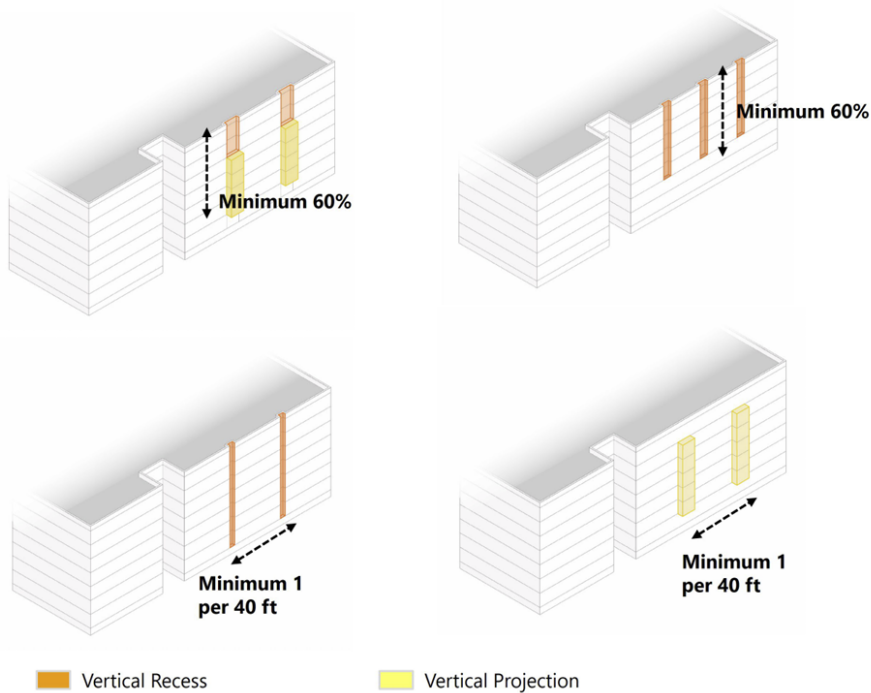 Minimum 60%
Minimum 60%
Minimum 1
per 40 ft
Minimum 1
per 40 ft
Vertical Recess
Vertical Projection